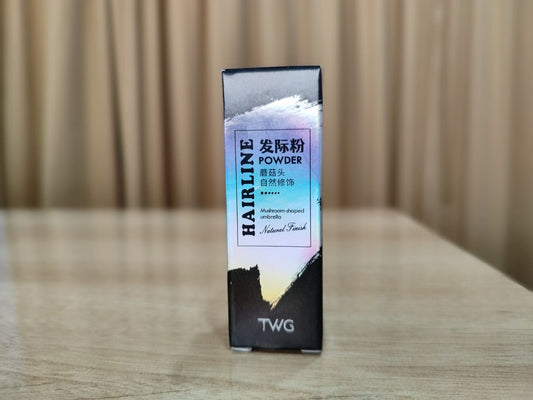 HAIRLINE
发际粉
POWDER
蘑菇头
自然修饰
Mushroom-shaped
umbrella
Natural Finish
TWG